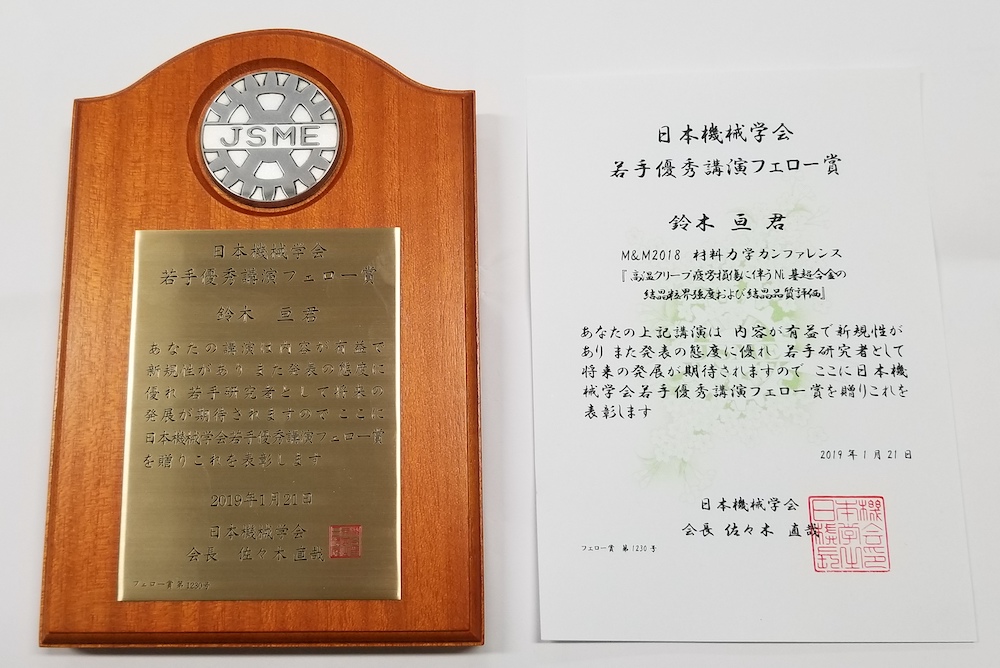 JSME
日本機械学会
若手優秀講演フェロー賞
鈴木 亘君
あなたの講演は内容が有益で
新規性があり また発表の態度に
優れ 若手研究者として将来の
発展が期待されますので ここに
日本機械学会若手優秀講演フェロー賞
を贈りこれを表彰します
2019年1月21日
日本機械学会
会長 佐々木 直哉
フェロー賞 第1230号
日本機械学会
若手優秀講演フェロー賞
鈴木 亘 君
M&M2018 材料力学カンファレンス
『高温クリープ疲労損傷に伴うNi基超合金の
結晶粒界強度および結晶品質評価』
あなたの上記講演は 内容が有益で新規性が
あり また発表の態度に優れ 若手研究者として
将来の発展が期待されますので ここに日本機
械学会若手優秀講演フェロー賞を贈りこれを
表彰します
2019年1月21日
日本機械学会
会長 佐々木 直哉
フェロー賞 第1230号